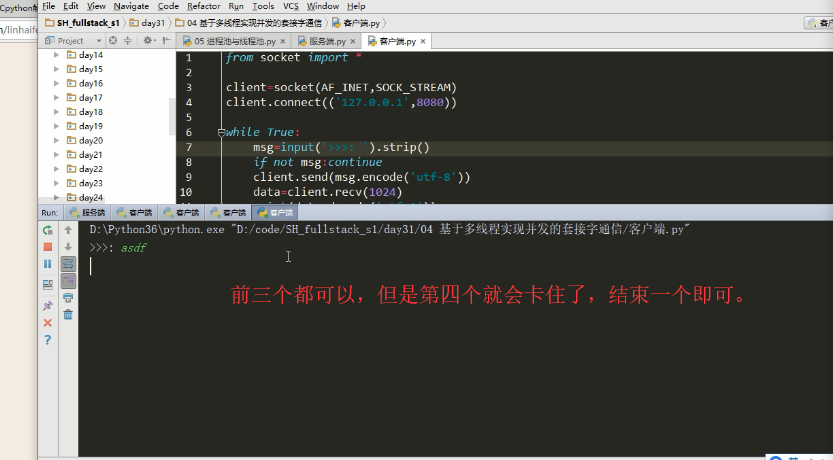 Cpython的
File Edit View Navigate Code Refactor Run Tools VCS Window Help
/linhaife
SH_fullstack_s1 day31 04 基于多线程实现并发的套接字通信 客户端.py
Project 05 进程池与线程池.py 服务端.py 客户端.py
day14
day15
day16
day17
day18
day19
day20
day21
day22
day23
day24
1 from socket import *
2
3 client=socket(AF_INET,SOCK_STREAM)
4 client.connect(('127.0.0.1',8080))
5
6 while True:
7 msg=input('>>>: ').strip()
8 if not msg:continue
9 client.send(msg.encode('utf-8'))
10 data=client.recv(1024)
Run: 服务端 客户端 客户端 客户端 客户端
D:\Python36\python.exe "D:/code/SH_fullstack_s1/day31/04 基于多线程实现并发的套接字通信/客户端.py"
>>>: asdf
前三个都可以，但是第四个就会卡住了，结束一个即可。